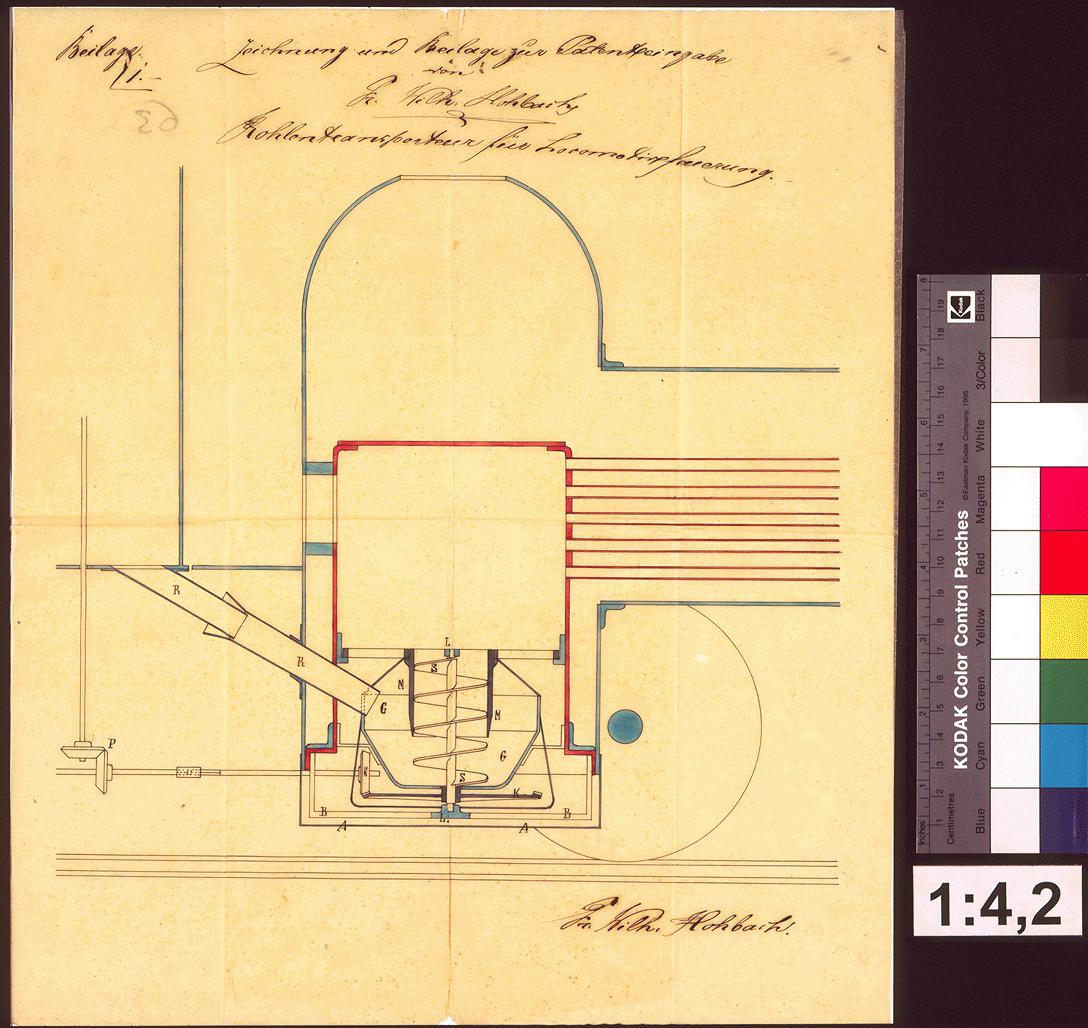 Beilage
1.
Zeichnung und Beilage zur Patenteingabe
von
Fr. Wilh. Hohbach,
Kohlentransporteur für Locomotivfeuerung.
63
R
R
L
S
N
G
M
P
G
S
K
B
B
L.
A
A
Fr. Wilh. Hohbach.
KODAK Color Control Patches
©Eastman Kodak Company, 1995
Kodak
Inches
1 2 3 4 5 6 7 8
Centimetres
1 2 3 4 5 6 7 8 9 10 11 12 13 14 15 16 17 18 19
Blue Cyan Green Yellow Red Magenta White 3/Color Black
1:4,2